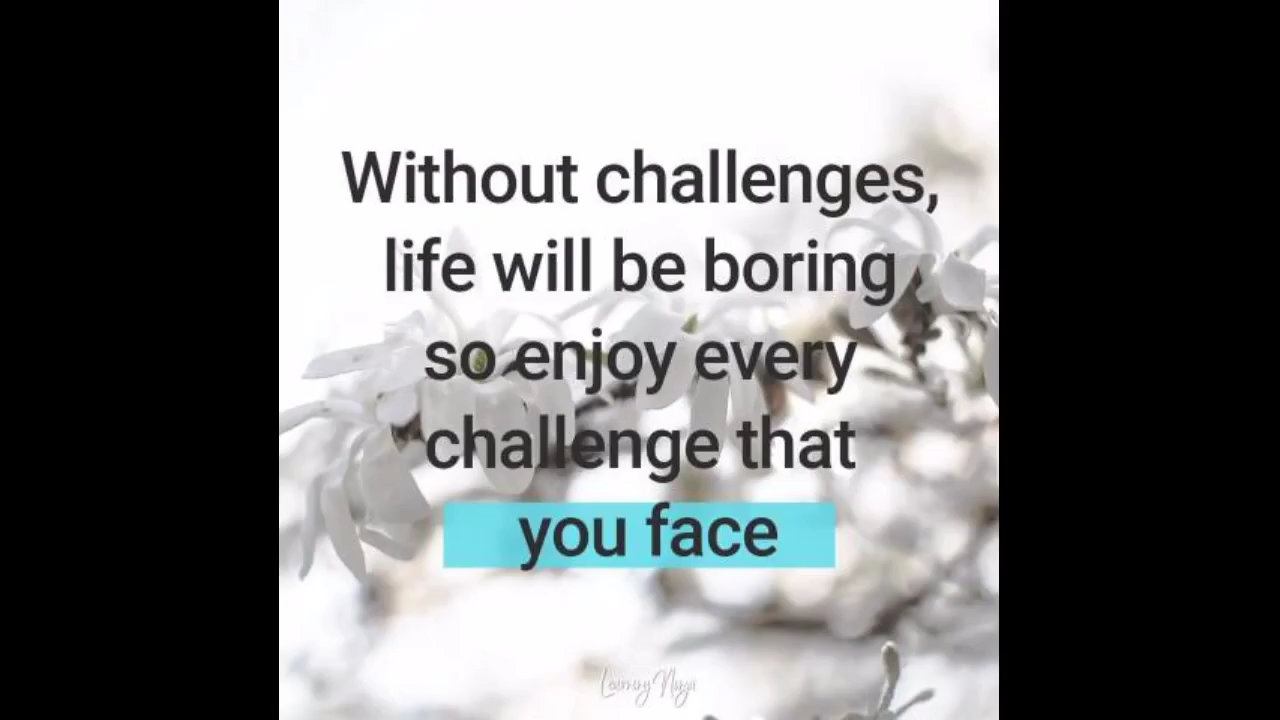 Without challenges,
life will be boring
so enjoy every
challenge that
you face